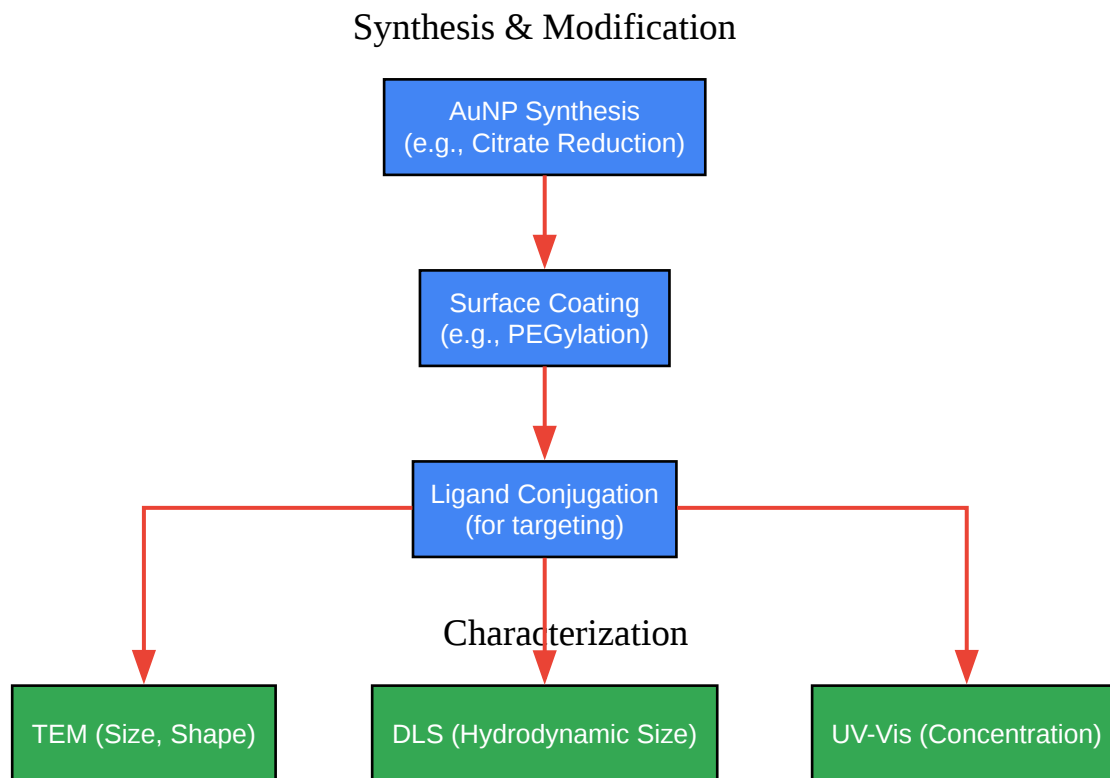 Synthesis & Modification
AuNP Synthesis
(e.g., Citrate Reduction)
Surface Coating
(e.g., PEGylation)
Ligand Conjugation
(for targeting)
Characterization
TEM (Size, Shape)
DLS (Hydrodynamic Size)
UV-Vis (Concentration)